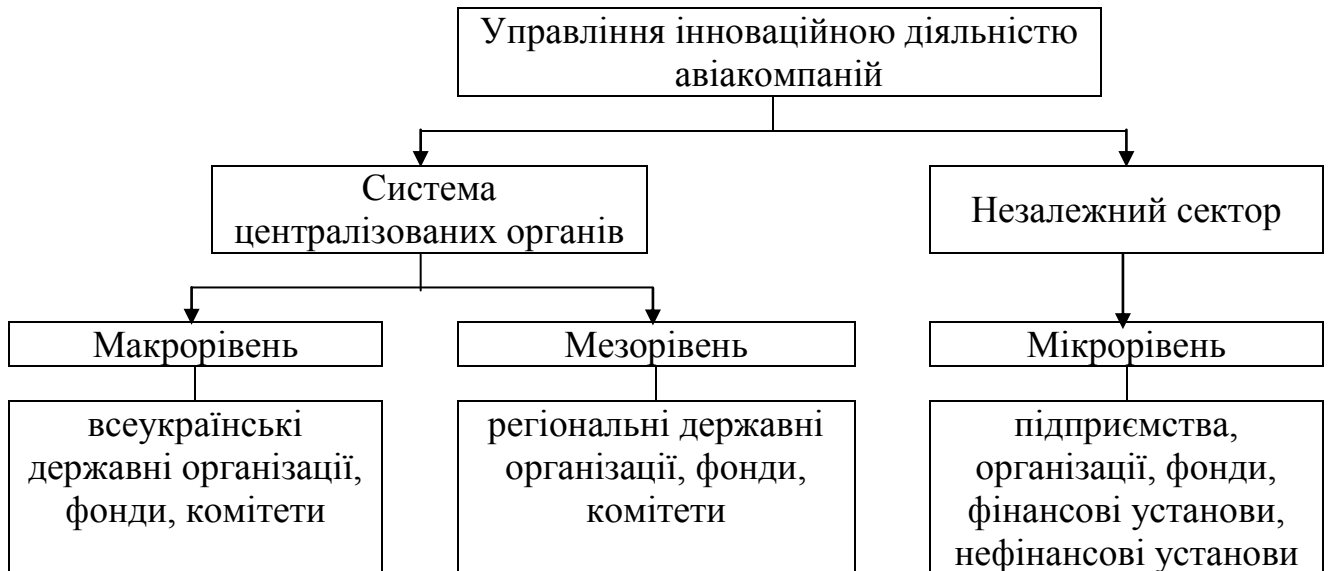 Управління інноваційною діяльністю
авіакомпаній
Система
централізованих органів
Незалежний сектор
Макрорівень
Мезорівень
Мікрорівень
всеукраїнські
державні організації,
фонди, комітети
регіональні державні
організації, фонди,
комітети
підприємства,
організації, фонди,
фінансові установи,
нефінансові установи